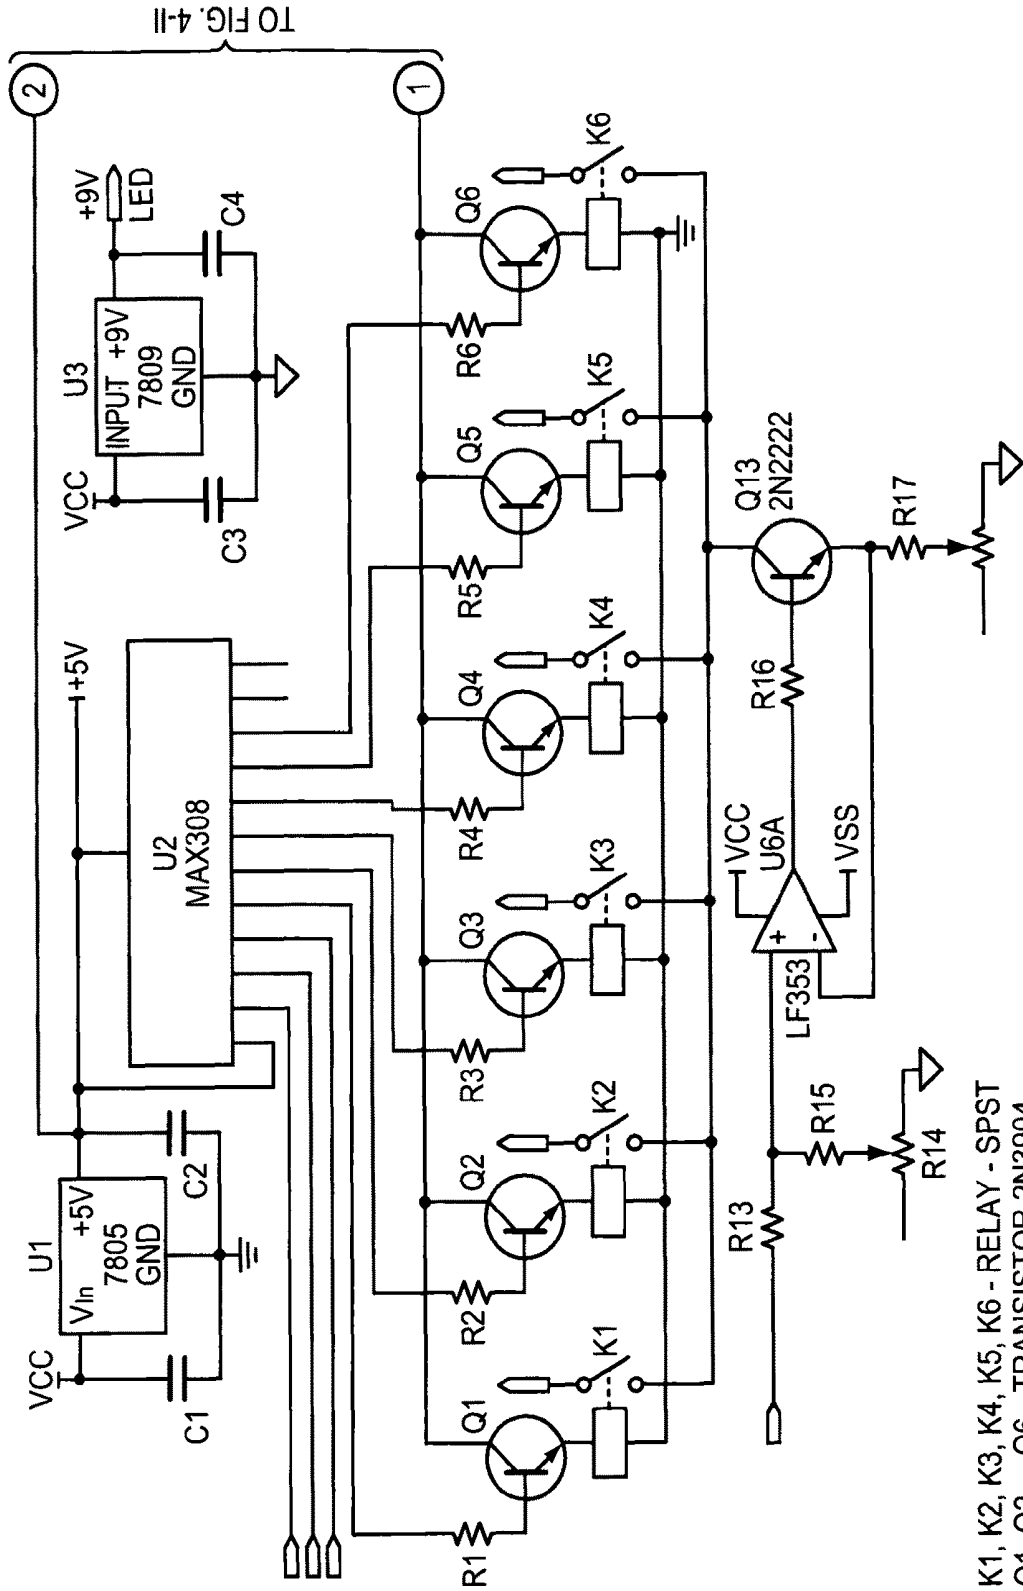 TO FIG. 4-II
2
1
VCC
U1
VIn
+5V
7805
GND
C1
C2
+5V
U2
MAX308
VCC
U3
INPUT
+9V
7809
GND
+9V
LED
C3
C4
R1
Q1
K1
R2
Q2
K2
R3
Q3
K3
R4
Q4
K4
R5
Q5
K5
R6
Q6
K6
R13
R15
R14
LF353
+
-
VCC
U6A
VSS
R16
Q13
2N2222
R17
K1, K2, K3, K4, K5, K6 - RELAY - SPST